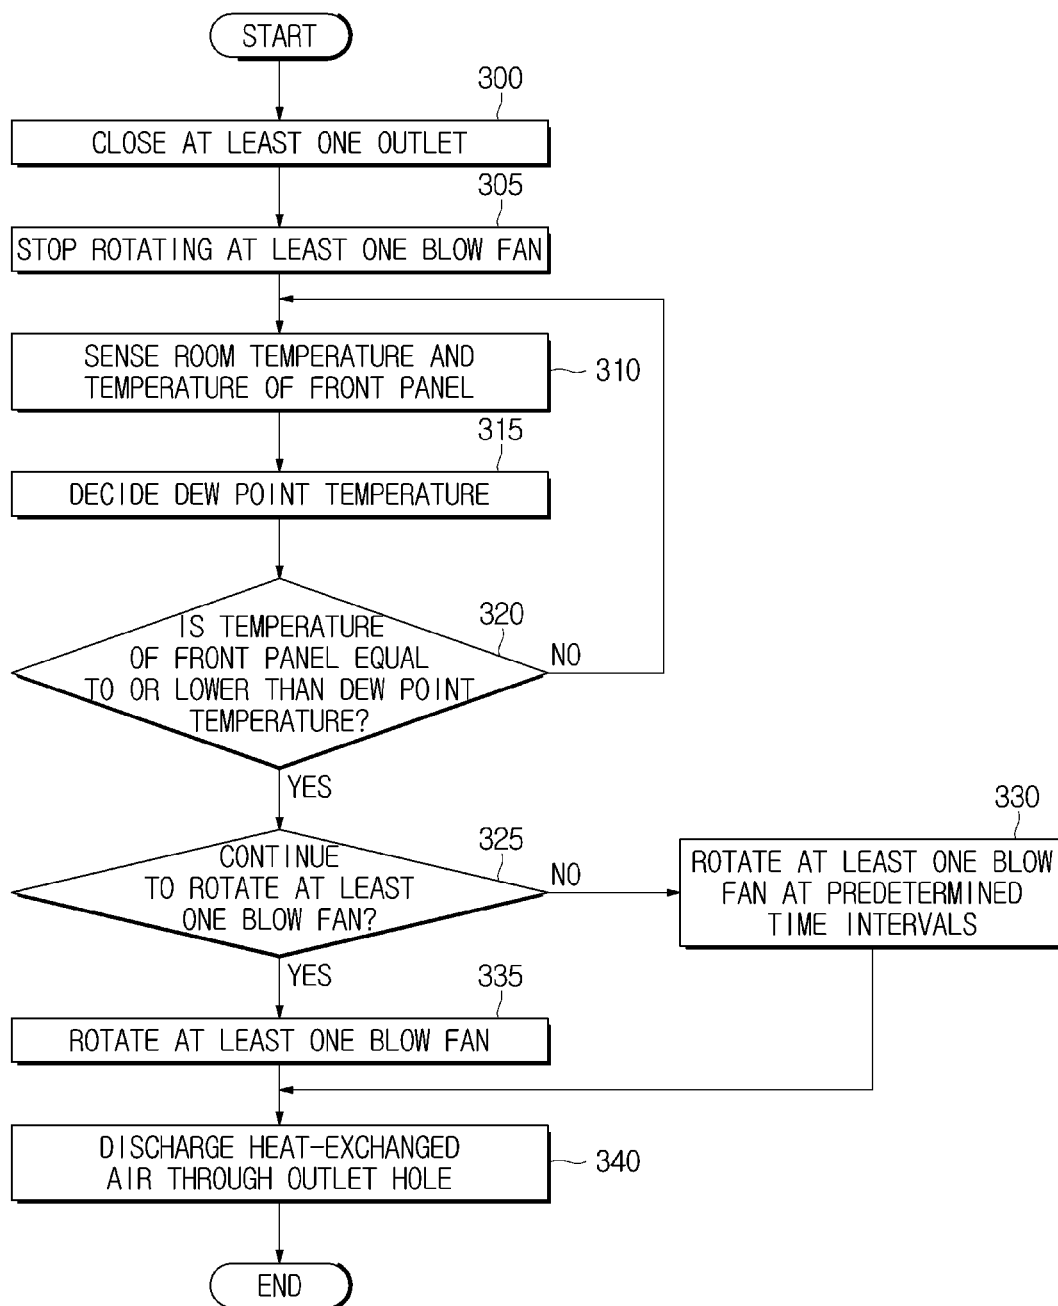 START
300
CLOSE AT LEAST ONE OUTLET
305
STOP ROTATING AT LEAST ONE BLOW FAN
SENSE ROOM TEMPERATURE AND
TEMPERATURE OF FRONT PANEL
310
315
DECIDE DEW POINT TEMPERATURE
320
IS TEMPERATURE
OF FRONT PANEL EQUAL
TO OR LOWER THAN DEW POINT
TEMPERATURE?
NO
YES
325
CONTINUE
TO ROTATE AT LEAST
ONE BLOW FAN?
NO
330
ROTATE AT LEAST ONE BLOW
FAN AT PREDETERMINED
TIME INTERVALS
YES
335
ROTATE AT LEAST ONE BLOW FAN
DISCHARGE HEAT-EXCHANGED
AIR THROUGH OUTLET HOLE
340
END